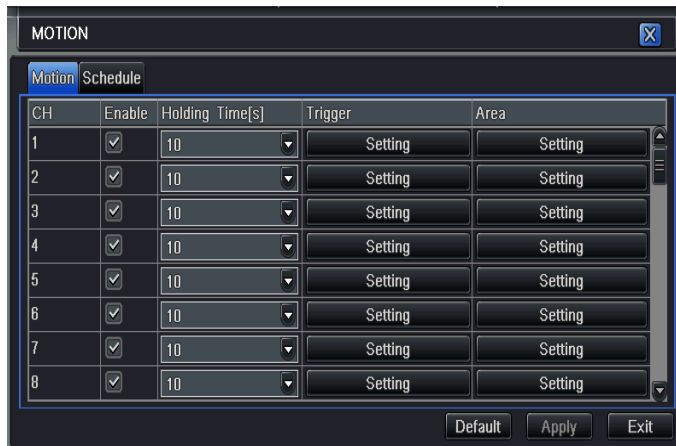 MOTION X
Motion Schedule
CH Enable Holding Time[s] Trigger Area
1 10 Setting Setting
2 10 Setting Setting
3 10 Setting Setting
4 10 Setting Setting
5 10 Setting Setting
6 10 Setting Setting
7 10 Setting Setting
8 10 Setting Setting
Default Apply Exit